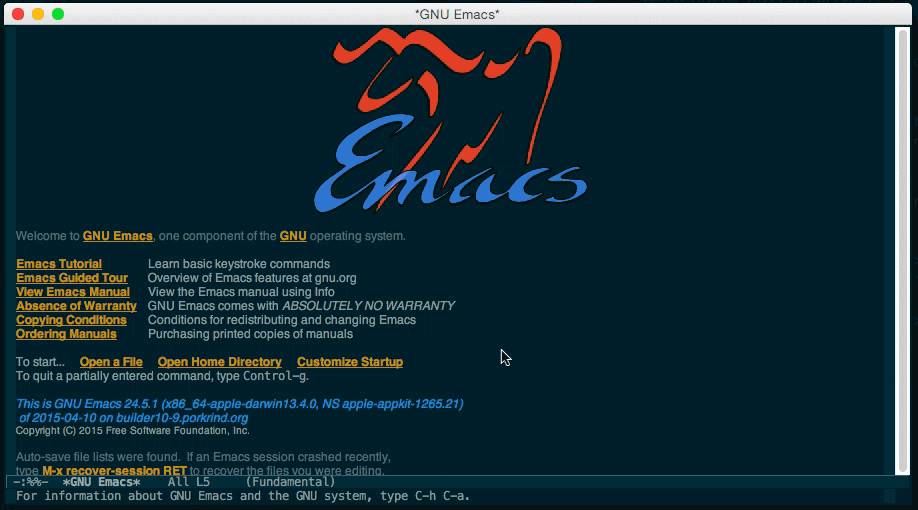 *GNU Emacs*
Emacs
Welcome to GNU Emacs, one component of the GNU operating system.
Emacs Tutorial Learn basic keystroke commands
Emacs Guided Tour Overview of Emacs features at gnu.org
View Emacs Manual View the Emacs manual using Info
Absence of Warranty GNU Emacs comes with ABSOLUTELY NO WARRANTY
Copying Conditions Conditions for redistributing and changing Emacs
Ordering Manuals Purchasing printed copies of manuals
To start... Open a File Open Home Directory Customize Startup
To quit a partially entered command, type Control-g.
This is GNU Emacs 24.5.1 (x86_64-apple-darwin13.4.0, NS apple-appkit-1265.21)
of 2015-04-10 on builder10-9.porkrind.org
Copyright (C) 2015 Free Software Foundation, Inc.
Auto-save file lists were found. If an Emacs session crashed recently,
type M-x recover-session RET to recover the files you were editing.
-:%%- *GNU Emacs* All L5 (Fundamental)
For information about GNU Emacs and the GNU system, type C-h C-a.